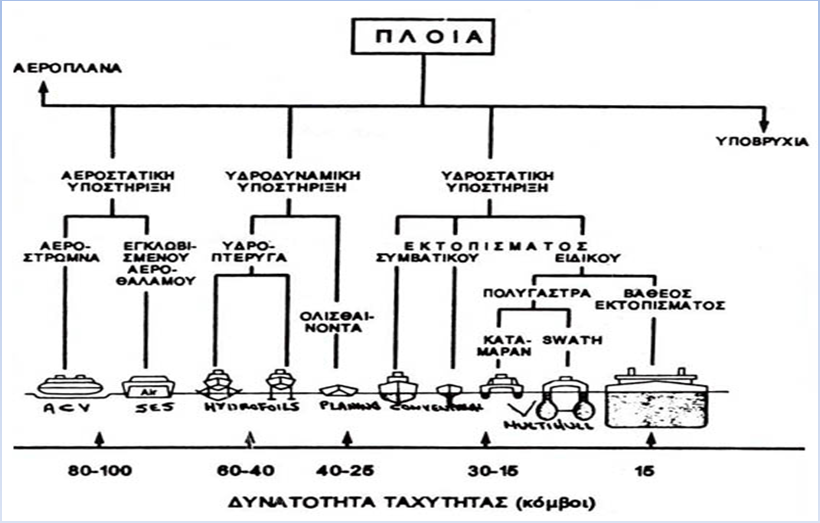 ΠΛΟΙΑ
ΑΕΡΟΠΛΑΝΑ
ΥΠΟΒΡΥΧΙΑ
ΑΕΡΟΣΤΑΤΙΚΗ
ΥΠΟΣΤΗΡΙΞΗ
ΥΔΡΟΔΥΝΑΜΙΚΗ
ΥΠΟΣΤΗΡΙΞΗ
ΥΔΡΟΣΤΑΤΙΚΗ
ΥΠΟΣΤΗΡΙΞΗ
ΑΕΡΟ-
ΣΤΡΩΜΝΑ
ΕΓΚΛΩΒΙ-
ΣΜΕΝΟΥ
ΑΕΡΟ-
ΘΑΛΑΜΟΥ
ΥΔΡΟ-
ΠΤΕΡΥΓΑ
ΟΛΙΣΘΑΙ-
ΝΟΝΤΑ
ΕΚΤΟΠΙΣΜΑΤΟΣ
ΣΥΜΒΑΤΙΚΟΥ
ΕΙΔΙΚΟΥ
ΠΟΛΥΓΑΣΤΡΑ
ΒΑΘΕΟΣ
ΕΚΤΟΠΙΣΜΑΤΟΣ
ΚΑΤΑ-
ΜΑΡΑΝ
SWATH
Air
ACV
SES
HYDROFOILS
PLANING
CONVENTIONAL
MULTIHULL
80-100
60-40
40-25
30-15
15
ΔΥΝΑΤΟΤΗΤΑ ΤΑΧΥΤΗΤΑΣ (κόμβοι)